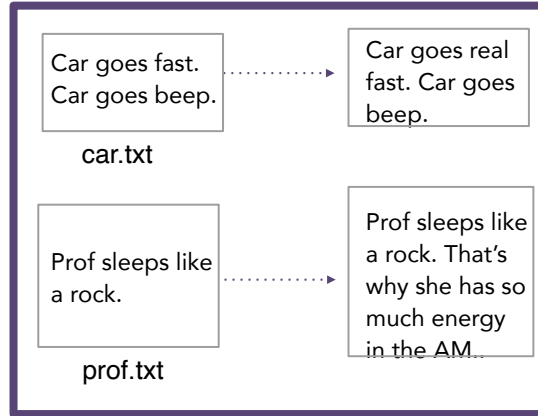 Car goes fast.
Car goes beep.
car.txt
Car goes real
fast. Car goes
beep.
Prof sleeps like
a rock.
prof.txt
Prof sleeps like
a rock. That’s
why she has so
much energy
in the AM..